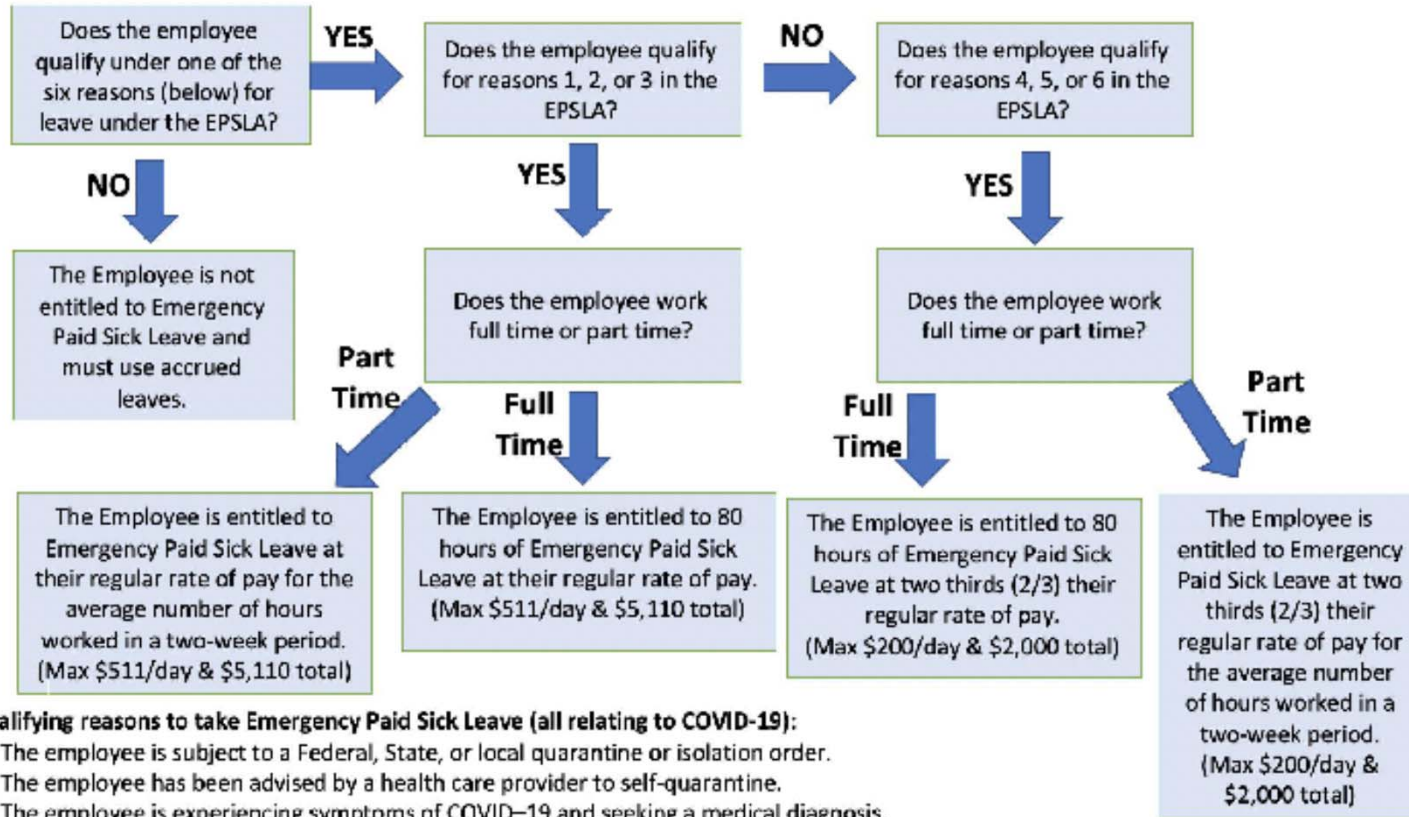 Does the employee
qualify under one of the
six reasons (below) for
leave under the EPSLA?
YES
Does the employee qualify
for reasons 1, 2, or 3 in the
EPSLA?
NO
Does the employee qualify
for reasons 4, 5, or 6 in the
EPSLA?
NO
YES
YES
The Employee is not
entitled to Emergency
Paid Sick Leave and
must use accrued
leaves.
Does the employee work
full time or part time?
Does the employee work
full time or part time?
Part
Time
Full
Time
Full
Time
Part
Time
The Employee is entitled to
Emergency Paid Sick Leave at
their regular rate of pay for the
average number of hours
worked in a two-week period.
(Max $511/day & $5,110 total)
The Employee is entitled to 80
hours of Emergency Paid Sick
Leave at their regular rate of pay.
(Max $511/day & $5,110 total)
The Employee is entitled to 80
hours of Emergency Paid Sick
Leave at two thirds (2/3) their
regular rate of pay.
(Max $200/day & $2,000 total)
The Employee is
entitled to Emergency
Paid Sick Leave at two
thirds (2/3) their
regular rate of pay for
the average number
of hours worked in a
two-week period.
(Max $200/day &
$2,000 total)
alifying reasons to take Emergency Paid Sick Leave (all relating to COVID-19):
The employee is subject to a Federal, State, or local quarantine or isolation order.
The employee has been advised by a health care provider to self-quarantine.
The employee is experiencing symptoms of COVID–19 and seeking a medical diagnosis